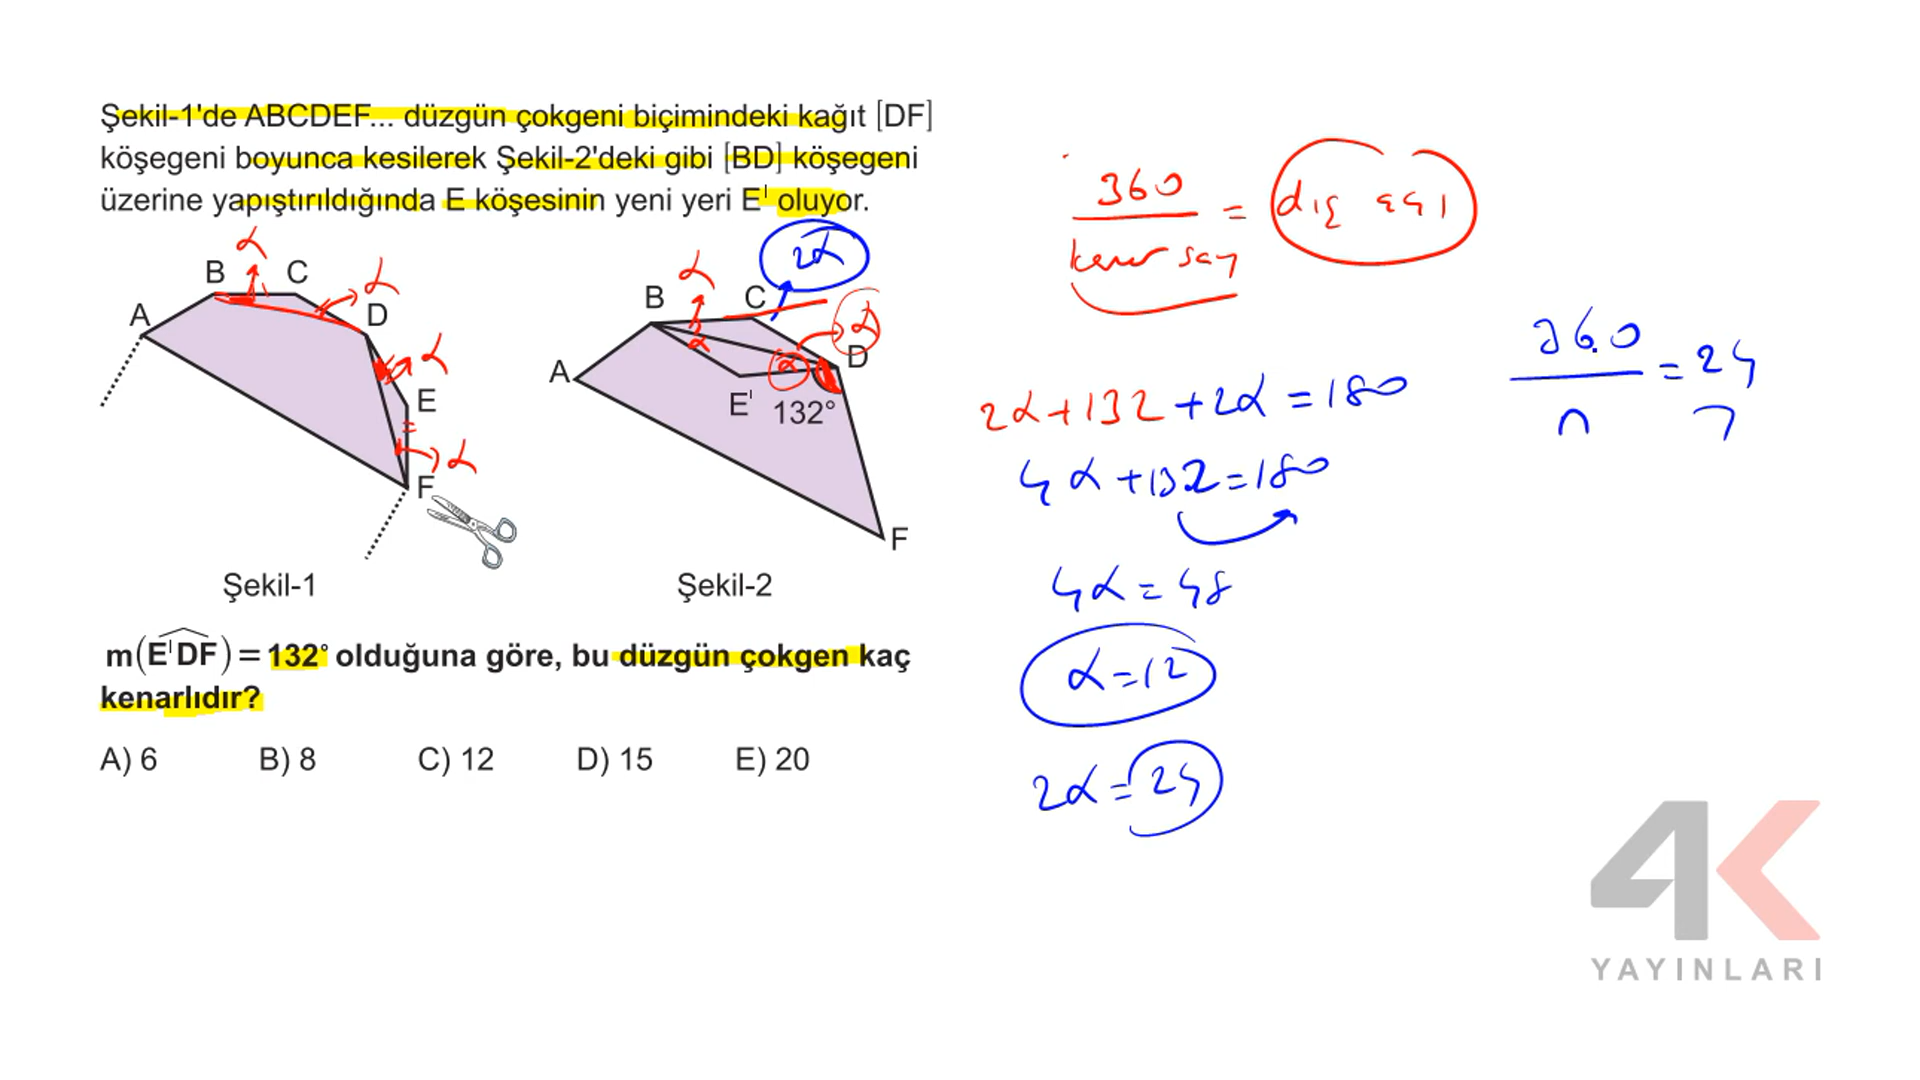 Şekil-1'de ABCDEF... düzgün çokgeni biçimindeki kağıt [DF]
köşegeni boyunca kesilerek Şekil-2'deki gibi [BD] köşegeni
üzerine yapıştırıldığında E köşesinin yeni yeri E' oluyor.
α
B C α
A D
α
E
α
F
Şekil-1
2α
α
B C
α
α α D
A
E' 132°
F
Şekil-2
m(E'DF) = 132° olduğuna göre, bu düzgün çokgen kaç
kenarlıdır?
A) 6 B) 8 C) 12 D) 15 E) 20
360
= dış açı
kenar say
2α+132+2α=180
4α+132=180
4α=48
α=12
2α=24
360
=24
n
4K
YAYINLARI